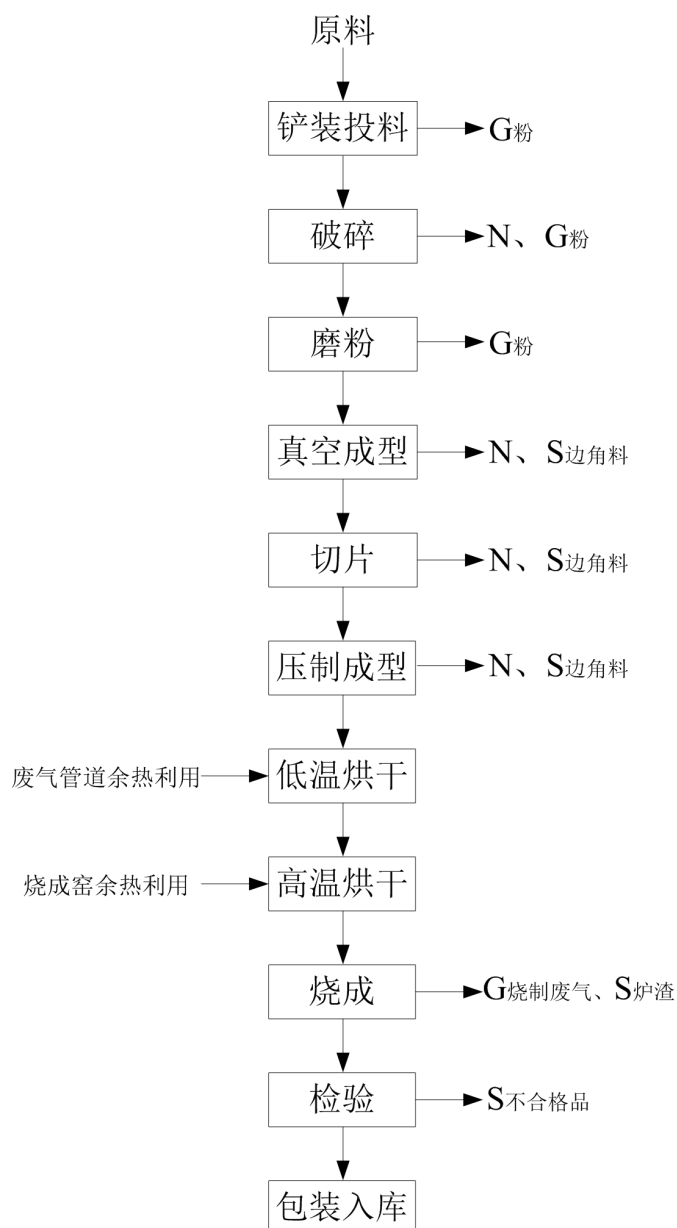 原料
铲装投料
G粉
破碎
N、G粉
磨粉
G粉
真空成型
N、S边角料
切片
N、S边角料
压制成型
N、S边角料
废气管道余热利用
低温烘干
烧成窑余热利用
高温烘干
烧成
G烧制废气、S炉渣
检验
S不合格品
包装入库